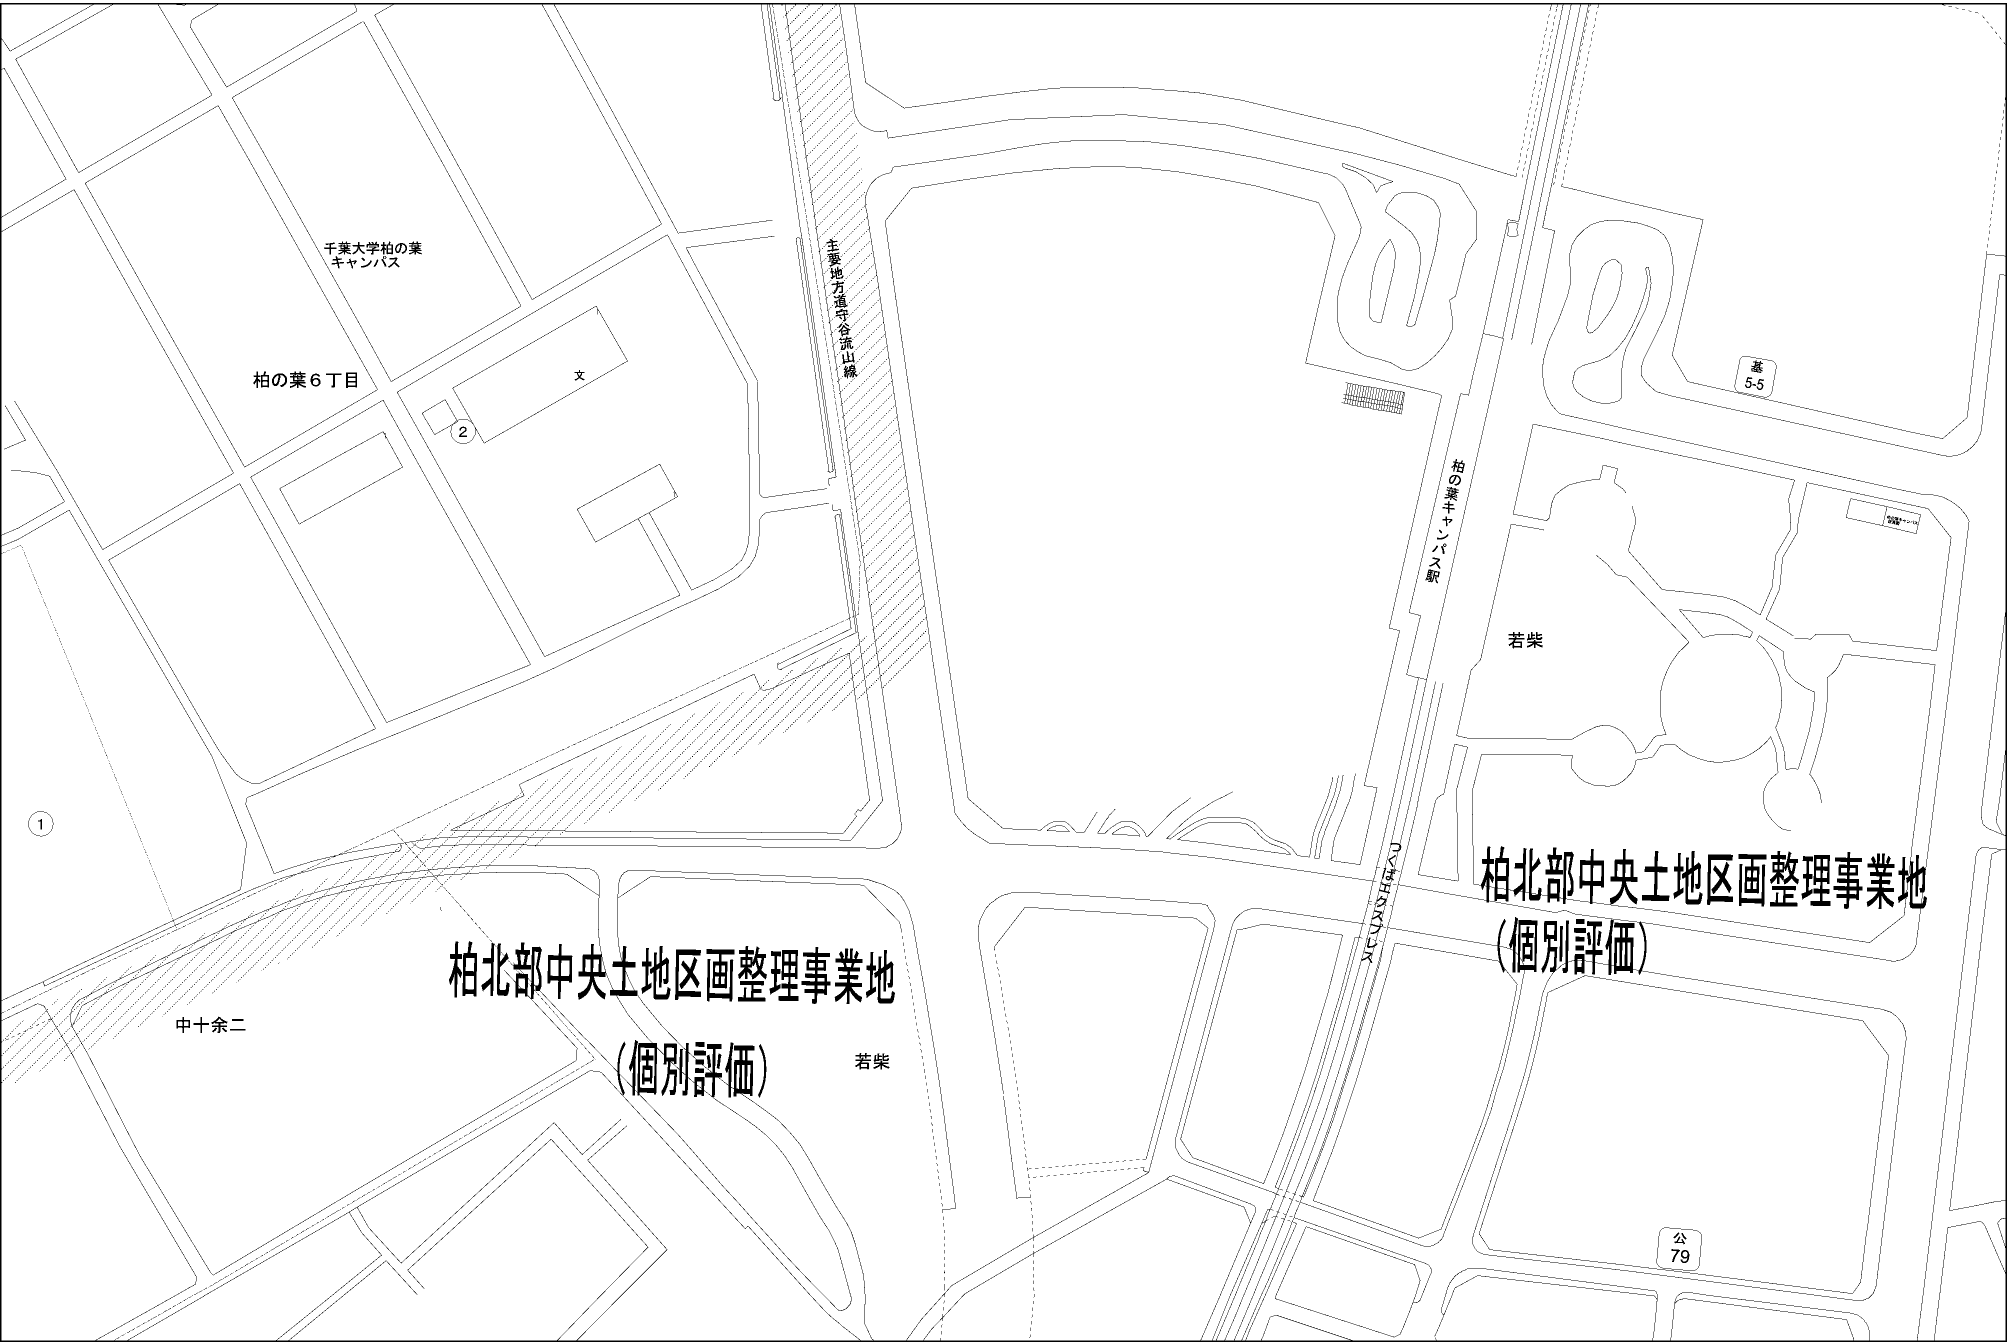 千葉大学柏の葉
キャンパス
主要地方道守谷流山線
柏の葉６丁目
文
2
基
5-5
柏の葉キャンパス駅
若柴
1
つくばエクスプレス
柏北部中央土地区画整理事業地
（個別評価）
柏北部中央土地区画整理事業地
（個別評価）
中十余二
若柴
公
79